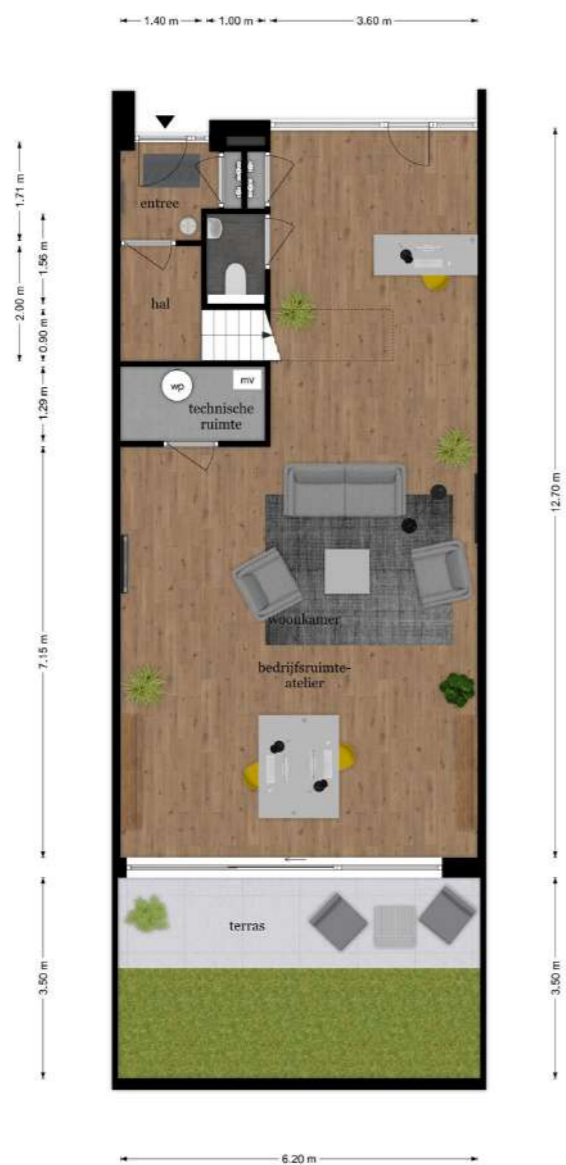 1.40 m
1.00 m
3.60 m
1.71 m
entree
1.56 m
2.00 m
hal
0.90 m
1.29 m
wp
mv
technische
ruimte
12.70 m
woonkamer
7.15 m
bedrijfsruimte-
atelier
terras
3.50 m
3.50 m
6.20 m